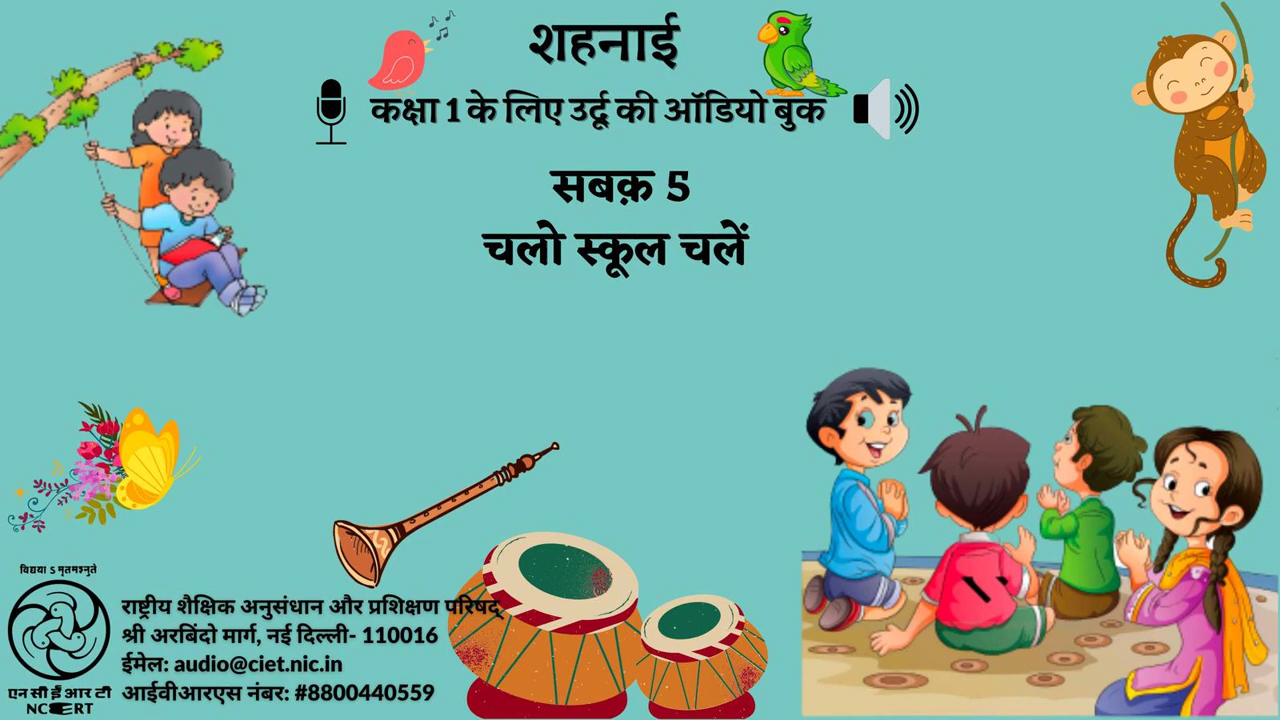 शहनाई
कक्षा 1 के लिए उर्दू की ऑडियो बुक
सबक़ 5
चलो स्कूल चलें
विद्यया ऽ मृतमश्नुते
एन सी ई आर टी
NCERT
राष्ट्रीय शैक्षिक अनुसंधान और प्रशिक्षण परिषद्
श्री अरबिंदो मार्ग, नई दिल्ली- 110016
ईमेल: audio@ciet.nic.in
आईवीआरएस नंबर: #8800440559